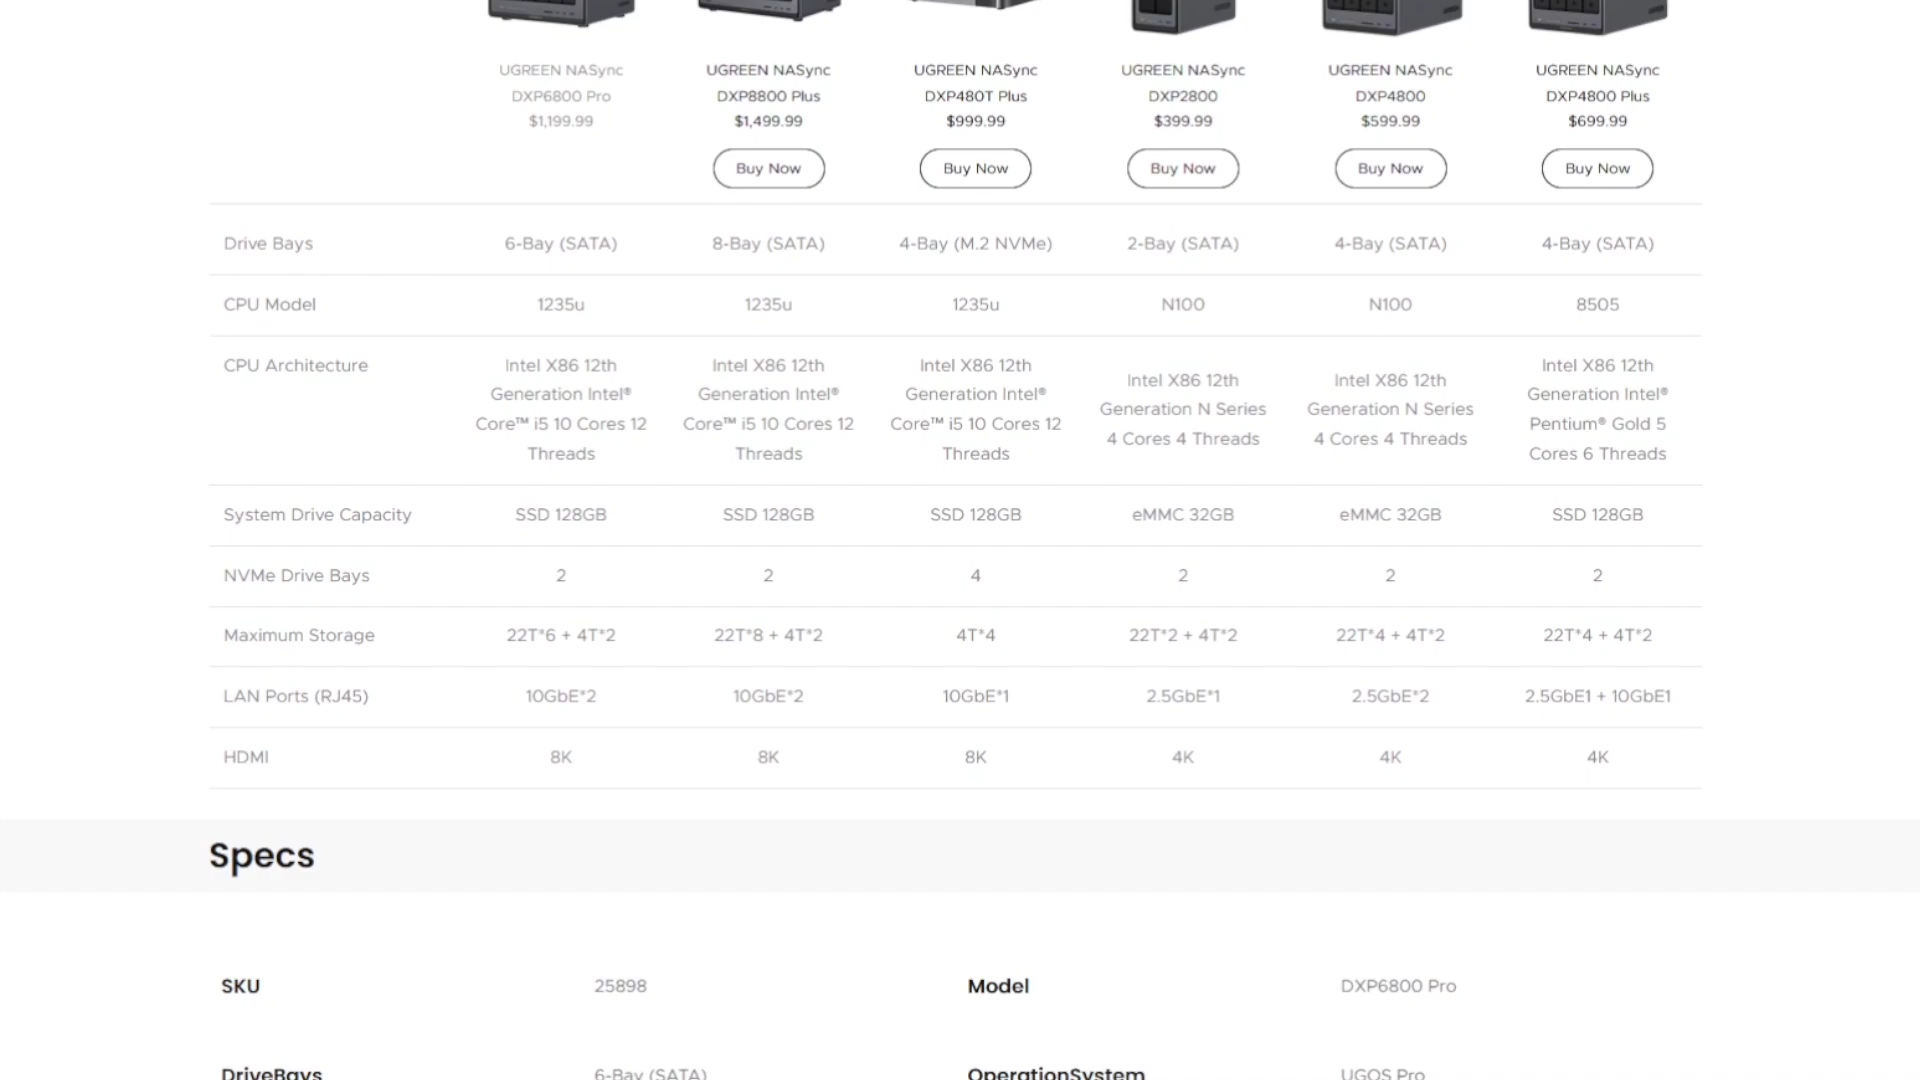 UGREEN NASync UGREEN NASync UGREEN NASync UGREEN NASync UGREEN NASync UGREEN NASync
DXP6800 Pro DXP8800 Plus DXP480T Plus DXP2800 DXP4800 DXP4800 Plus
$1,199.99 $1,499.99 $999.99 $399.99 $599.99 $699.99
Buy Now Buy Now Buy Now Buy Now Buy Now
Drive Bays 6-Bay (SATA) 8-Bay (SATA) 4-Bay (M.2 NVMe) 2-Bay (SATA) 4-Bay (SATA) 4-Bay (SATA)
CPU Model 1235u 1235u 1235u N100 N100 8505
CPU Architecture Intel X86 12th Intel X86 12th Intel X86 12th Intel X86 12th Intel X86 12th Intel X86 12th
Generation Intel® Generation Intel® Generation Intel® Generation N Series Generation N Series Generation Intel®
Core™ i5 10 Cores 12 Core™ i5 10 Cores 12 Core™ i5 10 Cores 12 4 Cores 4 Threads 4 Cores 4 Threads Pentium® Gold 5
Threads Threads Threads Cores 6 Threads
System Drive Capacity SSD 128GB SSD 128GB SSD 128GB eMMC 32GB eMMC 32GB SSD 128GB
NVMe Drive Bays 2 2 4 2 2 2
Maximum Storage 22T*6 + 4T*2 22T*8 + 4T*2 4T*4 22T*2 + 4T*2 22T*4 + 4T*2 22T*4 + 4T*2
LAN Ports (RJ45) 10GbE*2 10GbE*2 10GbE*1 2.5GbE*1 2.5GbE*2 2.5GbE1 + 10GbE1
HDMI 8K 8K 8K 4K 4K 4K
Specs
SKU 25898 Model DXP6800 Pro
DriveBays 6-Bay (SATA) OperationSystem UGOS Pro